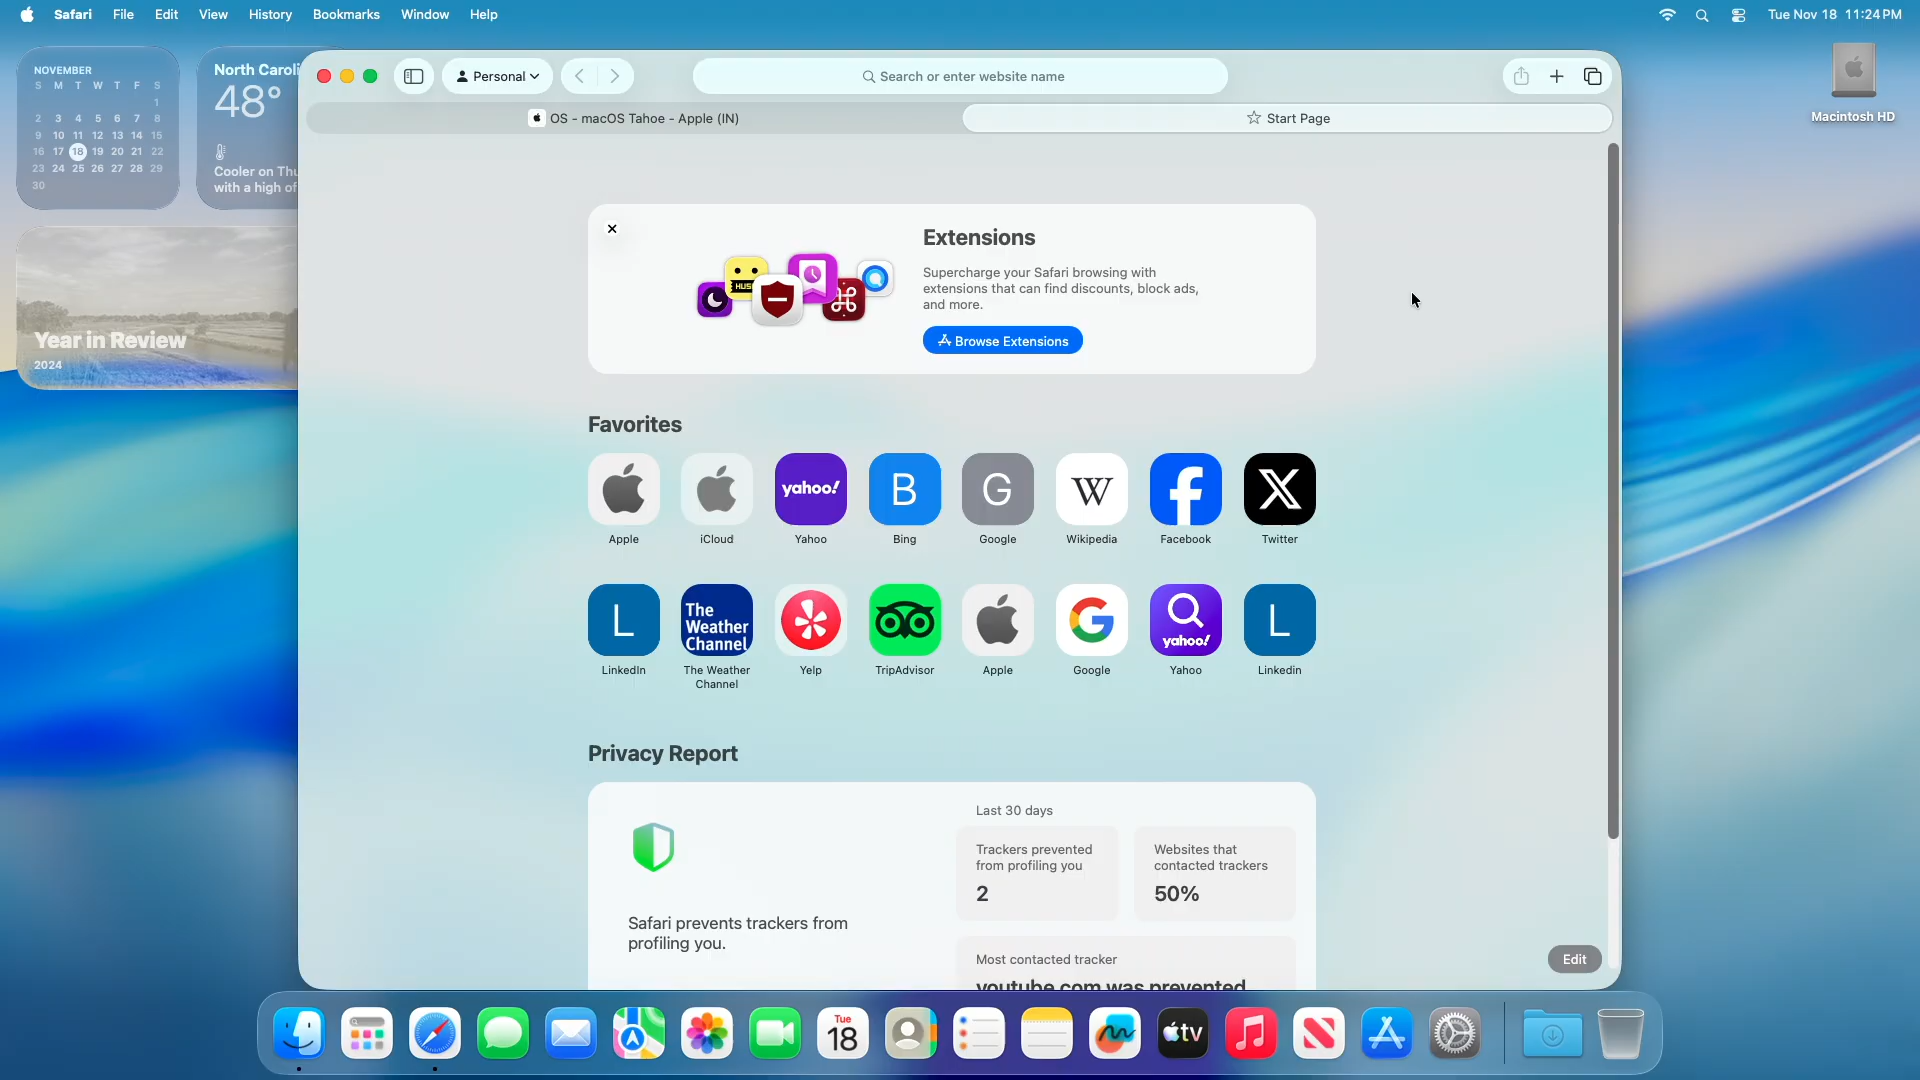 Safari File Edit View History Bookmarks Window Help
Tue Nov 18 11:24 PM
NOVEMBER
S M T W T F S
1
2 3 4 5 6 7 8
9 10 11 12 13 14 15
16 17 18 19 20 21 22
23 24 25 26 27 28 29
30
North Caroli
48°
Cooler on Thu
with a high of
Year in Review
2024
Macintosh HD
Personal
Search or enter website name
OS - macOS Tahoe - Apple (IN)
Start Page
HUS
Extensions
Supercharge your Safari browsing with
extensions that can find discounts, block ads,
and more.
Browse Extensions
Favorites
yahoo!
B
G
W
f
X
Apple
iCloud
Yahoo
Bing
Google
Wikipedia
Facebook
Twitter
L
The
Weather
Channel
G
yahoo!
L
LinkedIn
The Weather
Channel
Yelp
TripAdvisor
Apple
Google
Yahoo
Linkedin
Privacy Report
Safari prevents trackers from
profiling you.
Last 30 days
Trackers prevented
from profiling you
2
Websites that
contacted trackers
50%
Most contacted tracker
youtube.com was prevented
Edit
Tue
18
tv